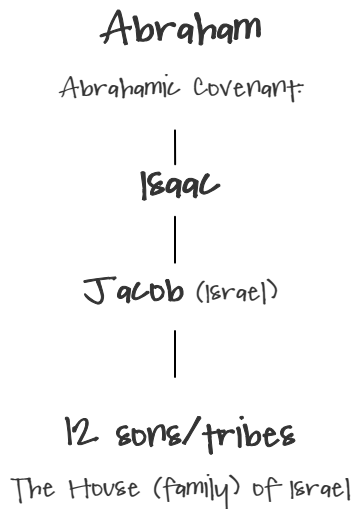 Abraham
Abrahamic Covenant:
Isaac
Jacob (Israel)
12 sons/tribes
The House (family) of Israel